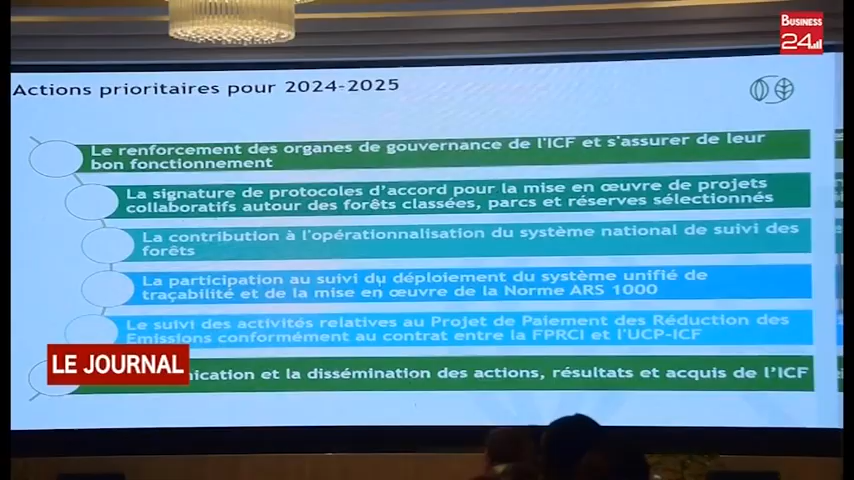 BUSINESS
24
Actions prioritaires pour 2024-2025
Le renforcement des organes de gouvernance de l'ICF et s'assurer de leur
bon fonctionnement
La signature de protocoles d'accord pour la mise en œuvre de projets
collaboratifs autour des forêts classées, parcs et réserves sélectionnés
La contribution à l'opérationnalisation du système national de suivi des
forêts
La participation au suivi du déploiement du système unifié de
traçabilité et de la mise en œuvre de la Norme ARS 1000
Le suivi des activités relatives au Projet de Paiement des Réduction des
Emissions conformément au contrat entre la FPRCI et l'UCP-ICF
nication et la dissémination des actions, résultats et acquis de l'ICF
LE JOURNAL